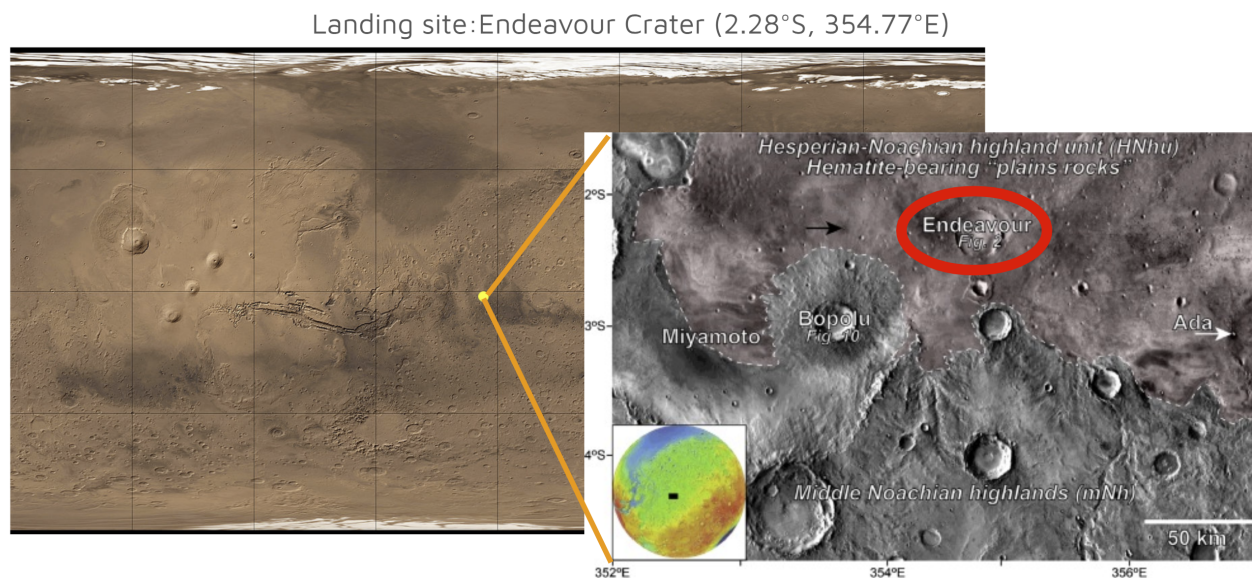 Landing site:Endeavour Crater (2.28°S, 354.77°E)
Hesperian-Noachian highland unit (HNhu)
Hematite-bearing "plains rocks"
2°S
Endeavour
Fig. 2
Bopolu
Fig. 10
Miyamoto
Ada
3°S
4°S
Middle Noachian highlands (mNh)
50 km
352°E
354°E
356°E